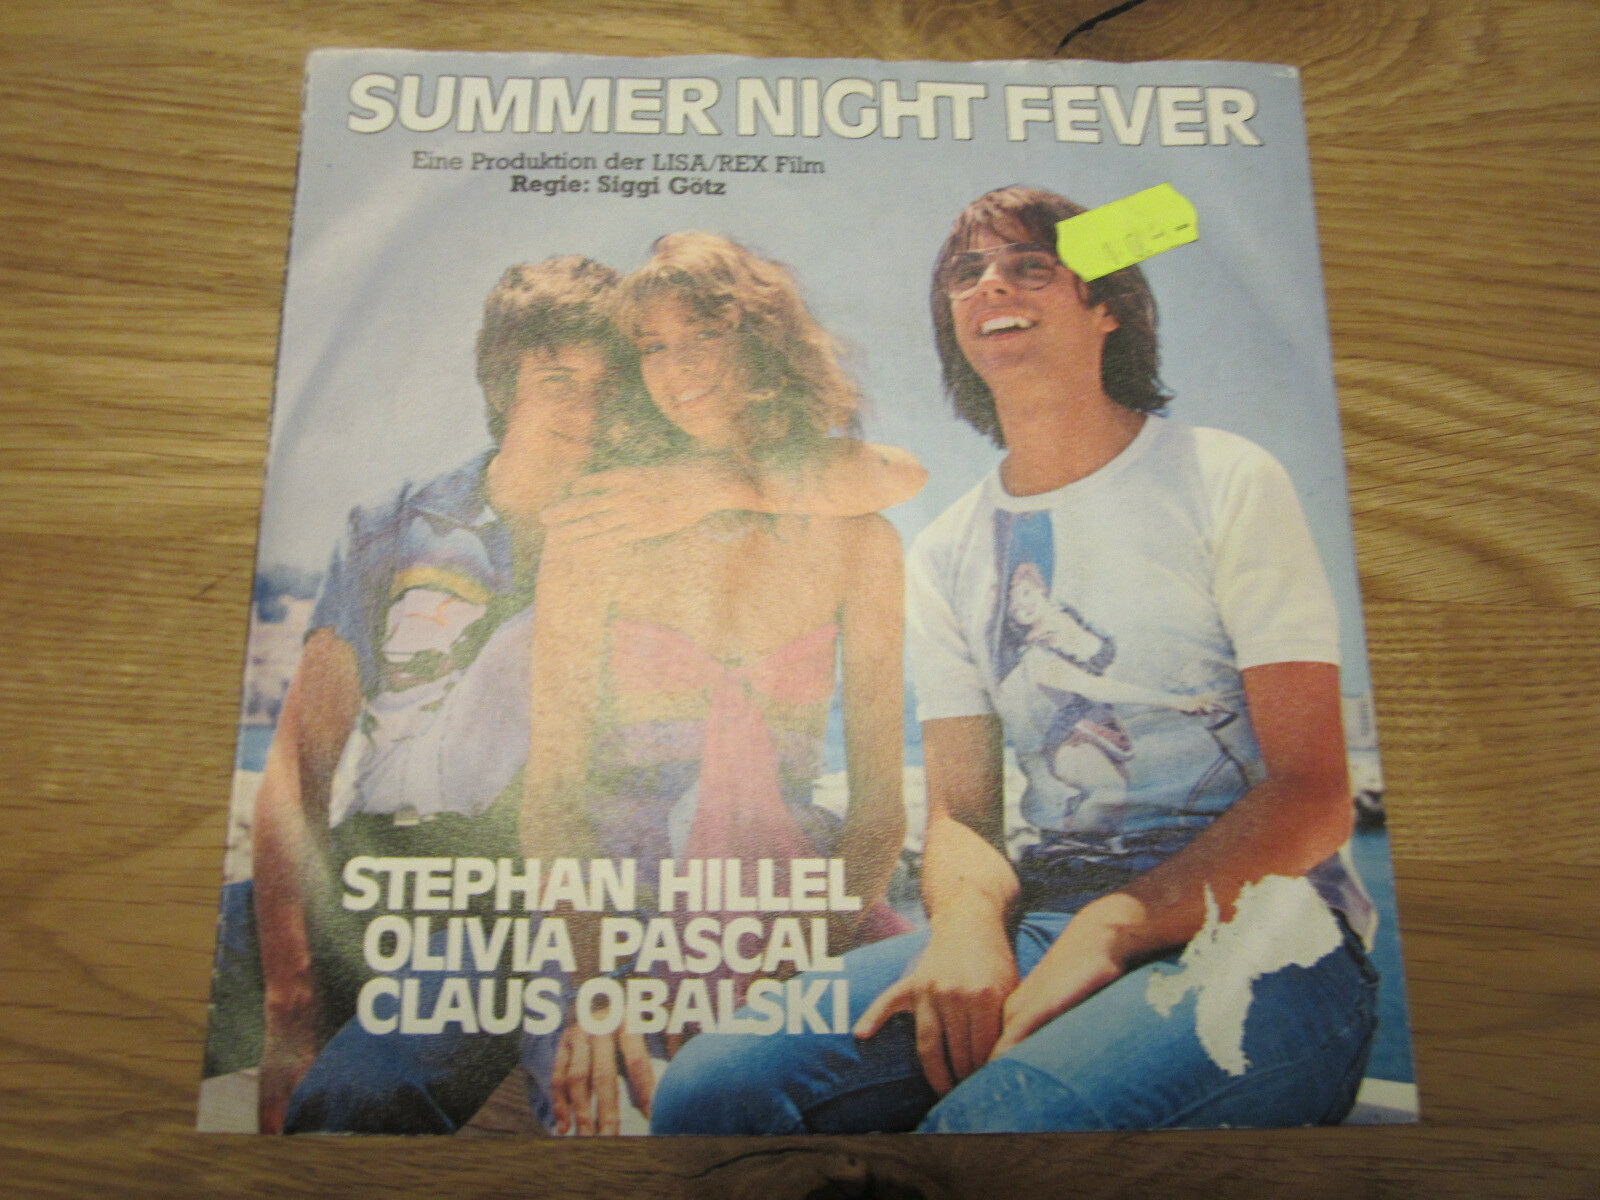 SUMMER NIGHT FEVER
Eine Produktion der LISA/REX Film
Regie: Siggi Götz
STEPHAN HILLEL
OLIVIA PASCAL
CLAUS OBALSKI